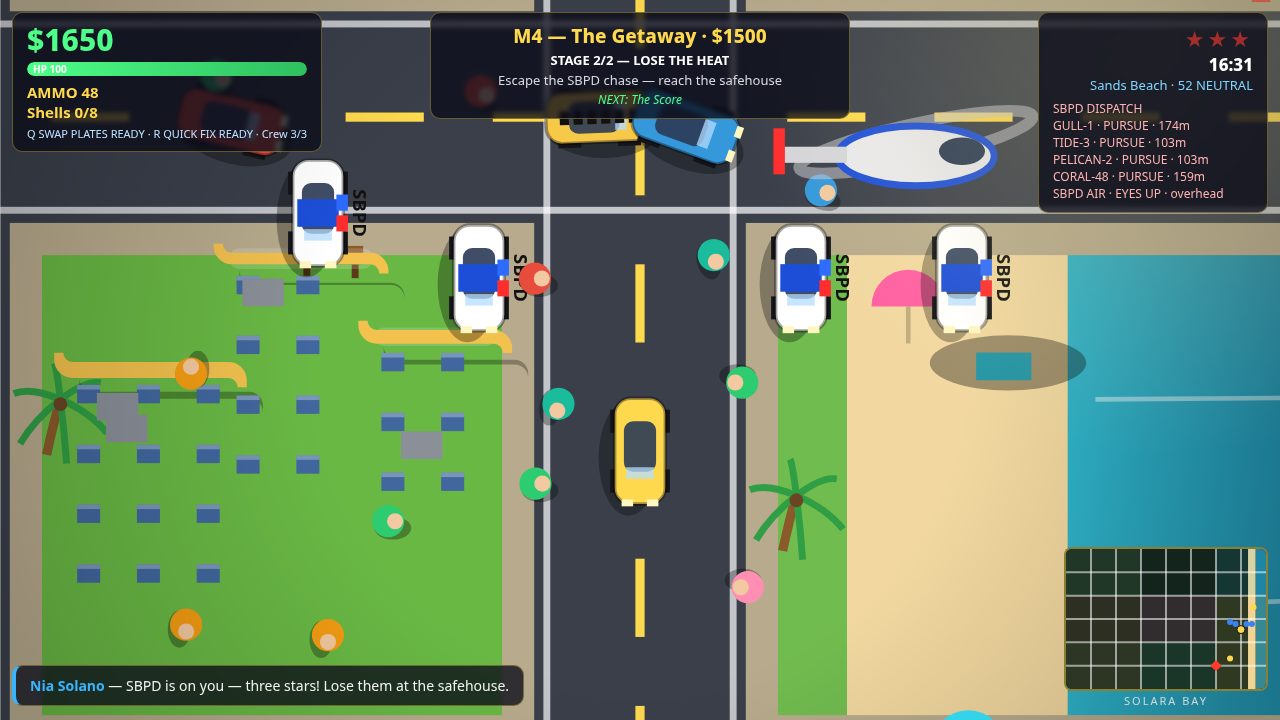 $1650
HP 100
AMMO 48
Shells 0/8
Q SWAP PLATES READY · R QUICK FIX READY · Crew 3/3
M4 — The Getaway · $1500
STAGE 2/2 — LOSE THE HEAT
Escape the SBPD chase — reach the safehouse
NEXT: The Score
★ ★ ★
16:31
Sands Beach · 52 NEUTRAL
SBPD DISPATCH
GULL-1 · PURSUE · 174m
TIDE-3 · PURSUE · 103m
PELICAN-2 · PURSUE · 103m
CORAL-48 · PURSUE · 159m
SBPD AIR · EYES UP · overhead
SBPD
SBPD
SBPD
SBPD
Nia Solano — SBPD is on you — three stars! Lose them at the safehouse.
SOLARA BAY